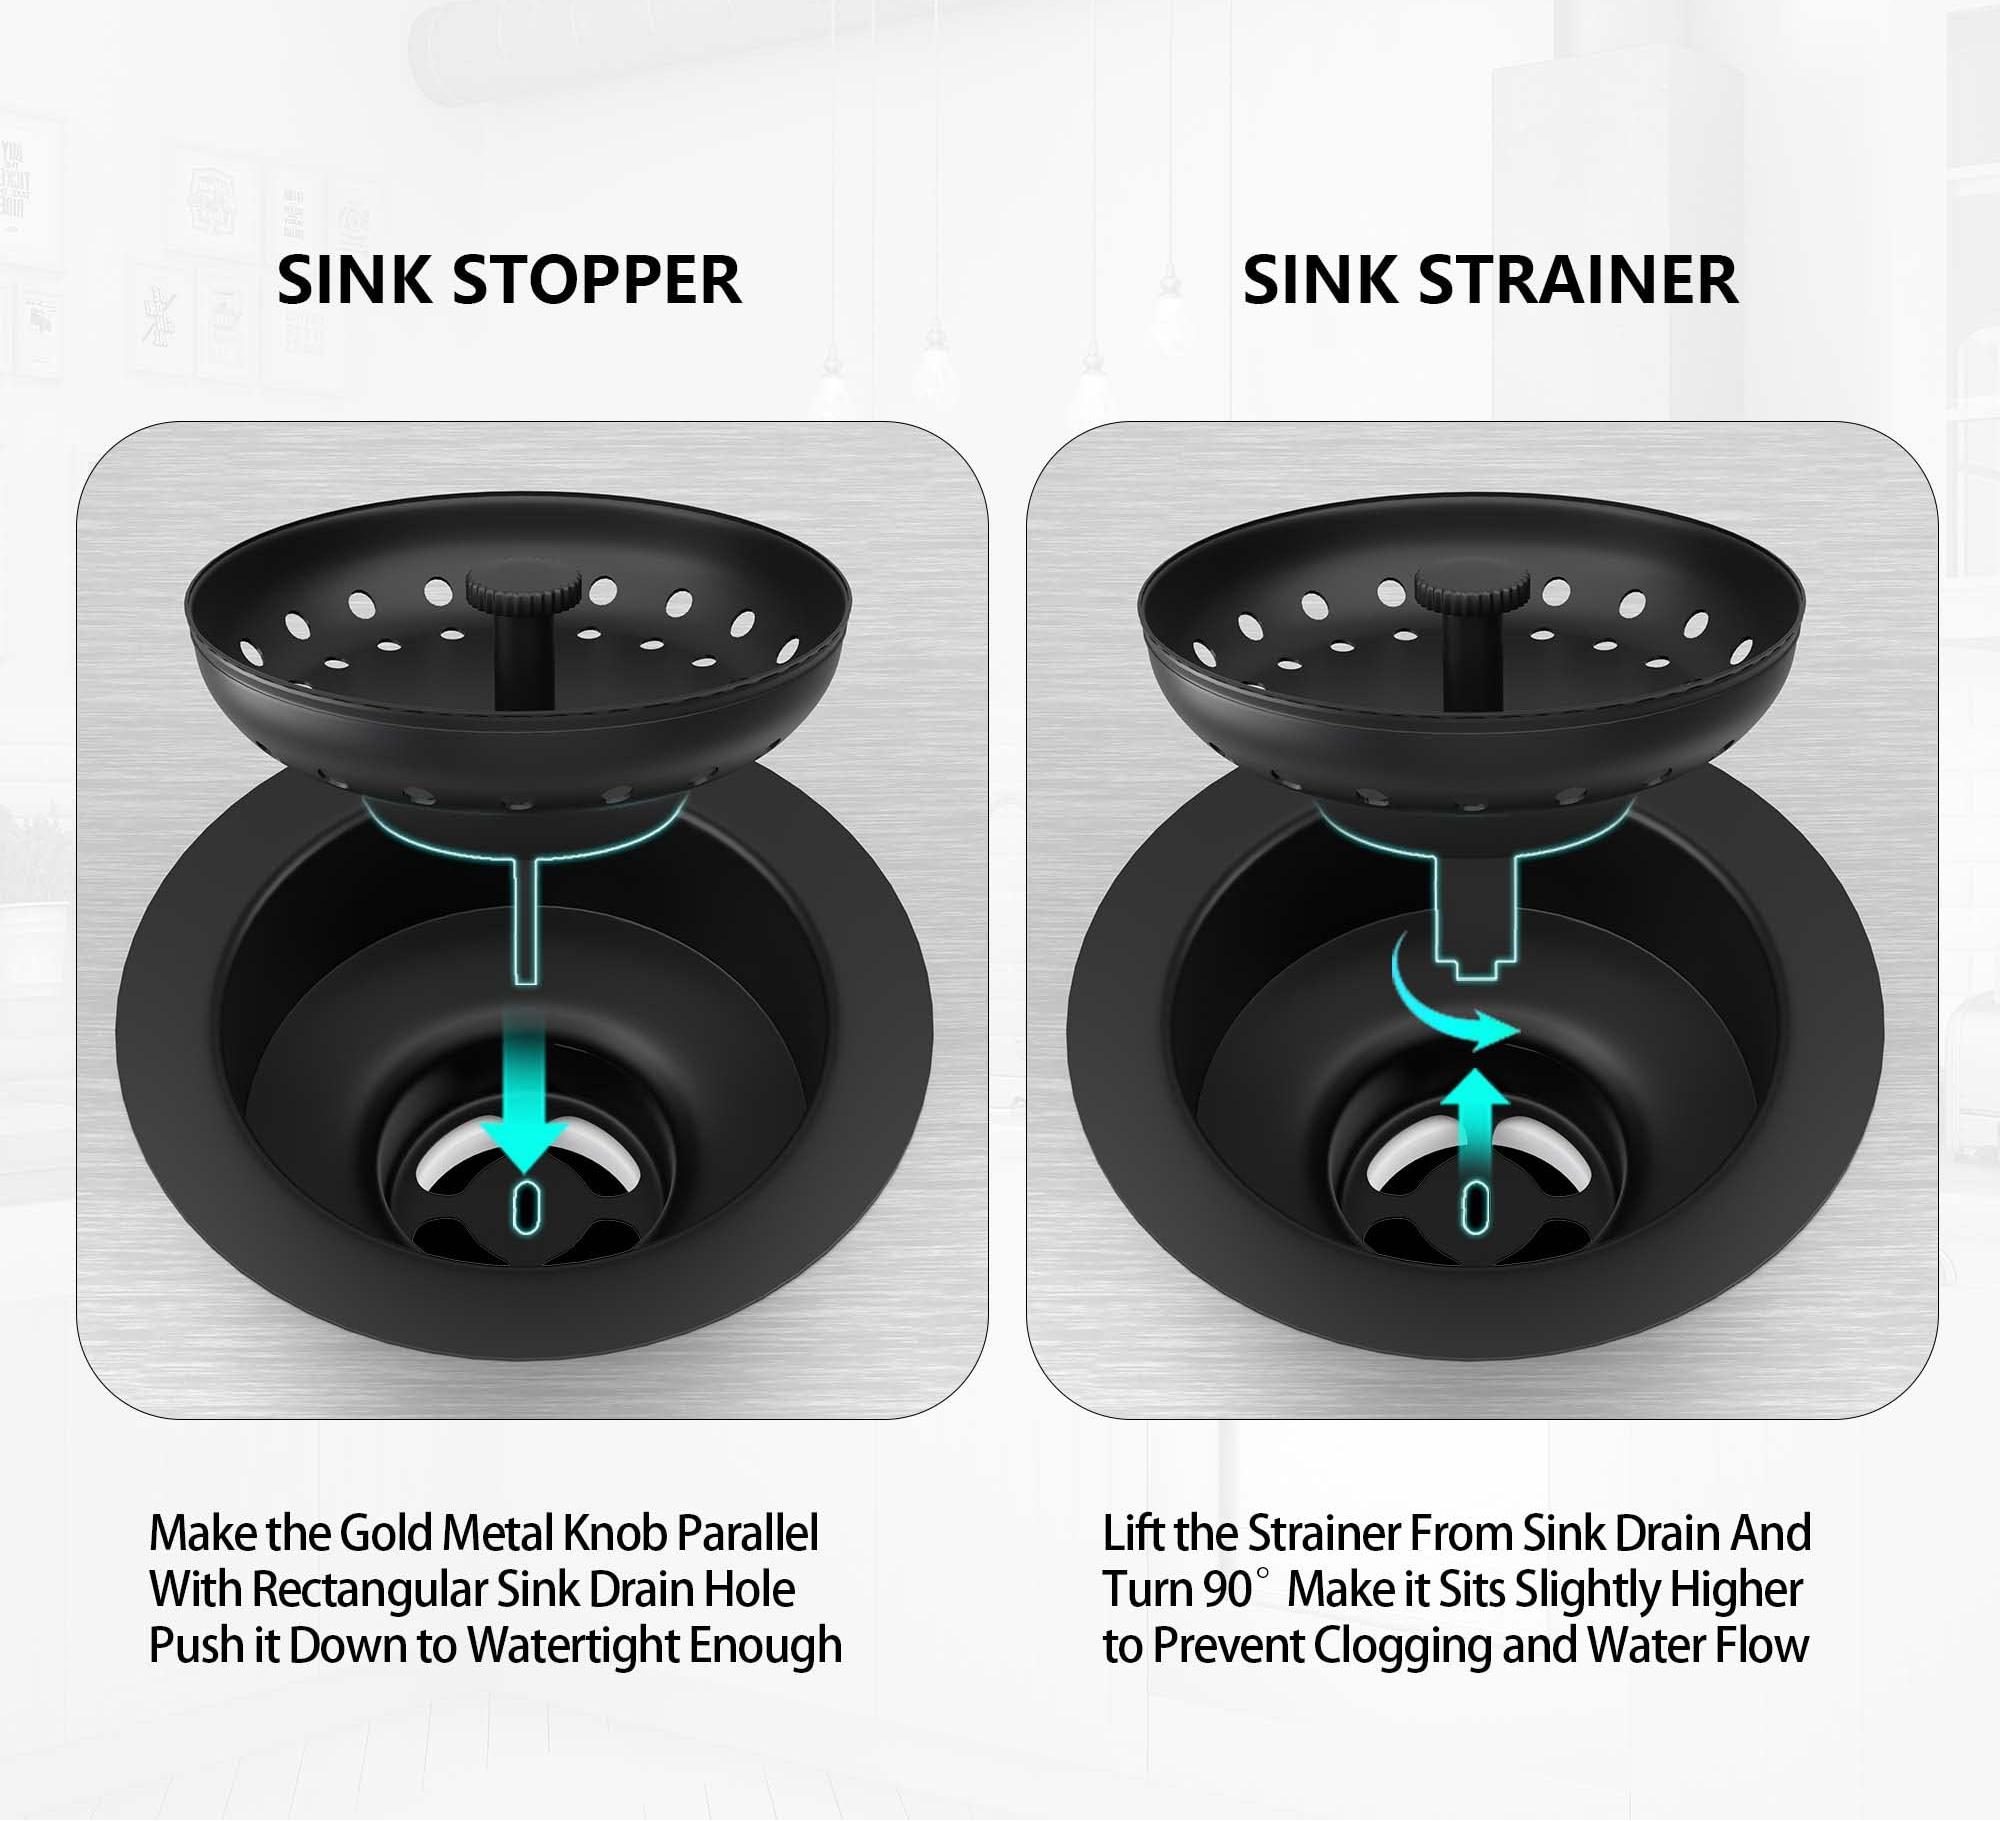 SINK STOPPER
SINK STRAINER
Make the Gold Metal Knob Parallel
With Rectangular Sink Drain Hole
Push it Down to Watertight Enough
Lift the Strainer From Sink Drain And
Turn 90° Make it Sits Slightly Higher
to Prevent Clogging and Water Flow